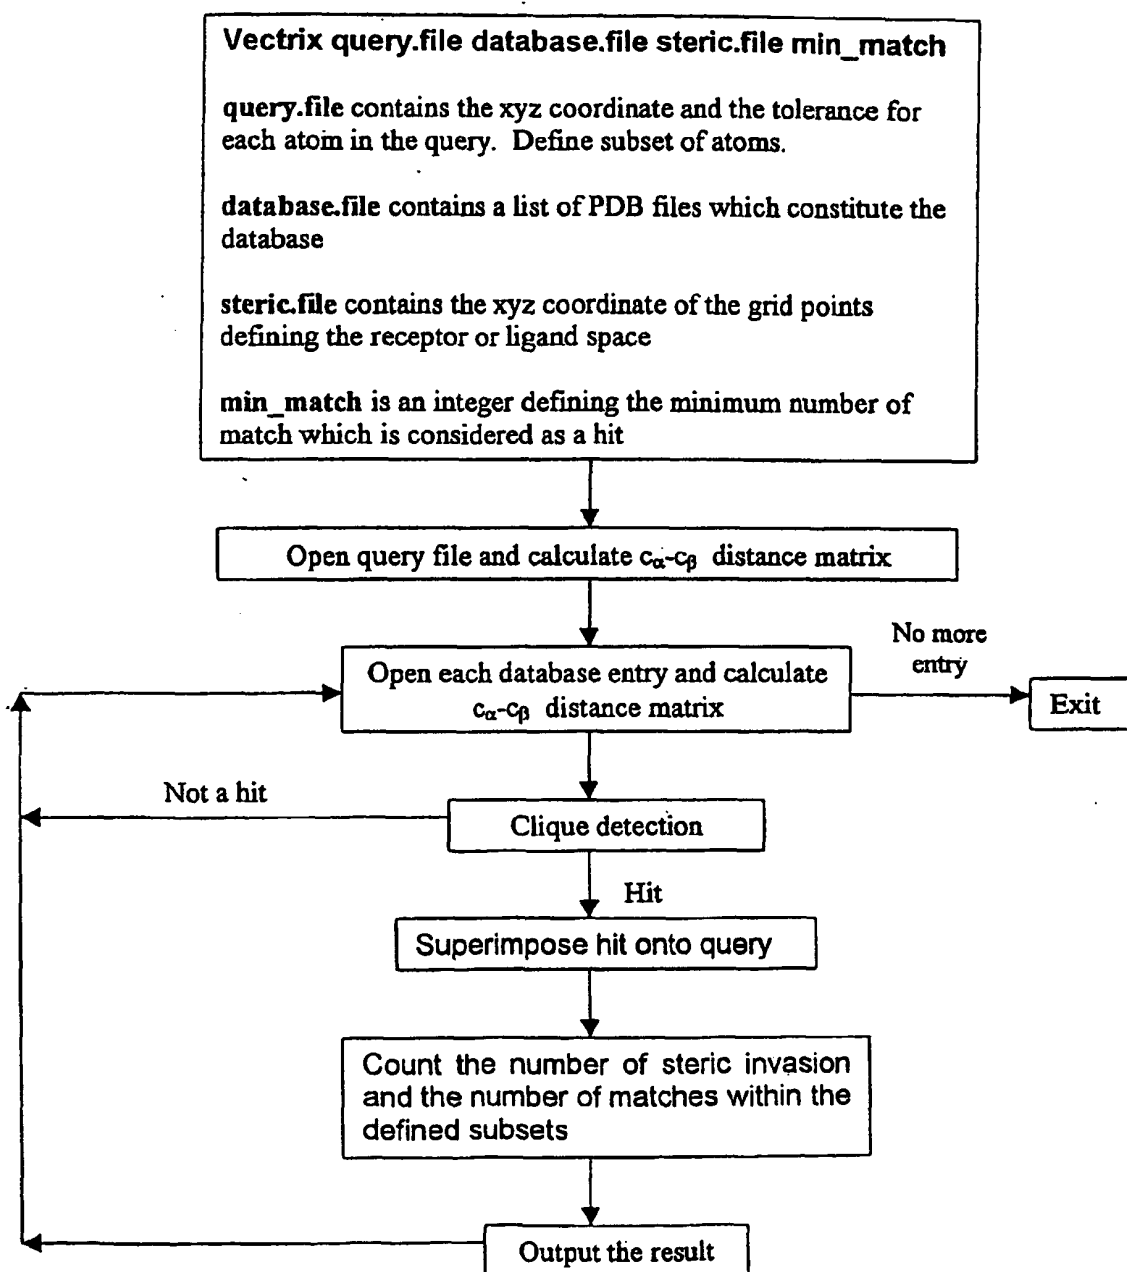 Vectrix query.file database.file steric.file min_match
query.file contains the xyz coordinate and the tolerance for
each atom in the query. Define subset of atoms.
database.file contains a list of PDB files which constitute the
database
steric.file contains the xyz coordinate of the grid points
defining the receptor or ligand space
min_match is an integer defining the minimum number of
match which is considered as a hit
Open query file and calculate cα-cβ distance matrix
No more
entry
Open each database entry and calculate
cα-cβ distance matrix
Exit
Not a hit
Clique detection
Hit
Superimpose hit onto query
Count the number of steric invasion
and the number of matches within the
defined subsets
Output the result